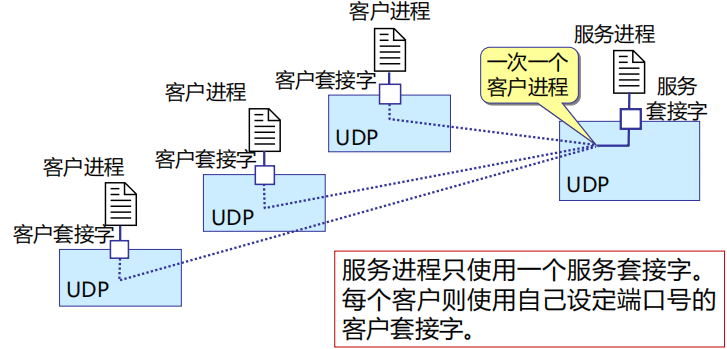 客户进程
服务进程
一次一个
客户进程
客户套接字
服务
套接字
客户进程
UDP
客户套接字
UDP
客户进程
UDP
客户套接字
UDP
服务进程只使用一个服务套接字。
每个客户则使用自己设定端口号的
客户套接字。